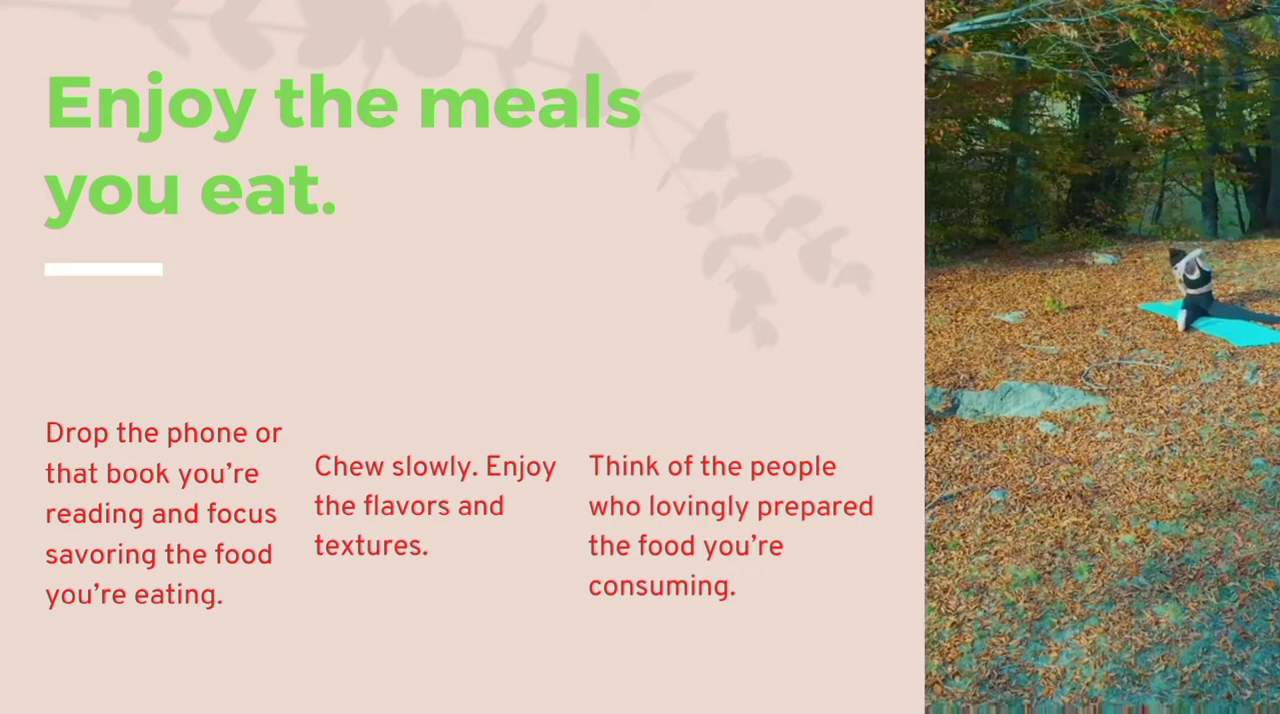 Enjoy the meals
you eat.
Drop the phone or
that book you’re
reading and focus
savoring the food
you’re eating.
Chew slowly. Enjoy
the flavors and
textures.
Think of the people
who lovingly prepared
the food you’re
consuming.